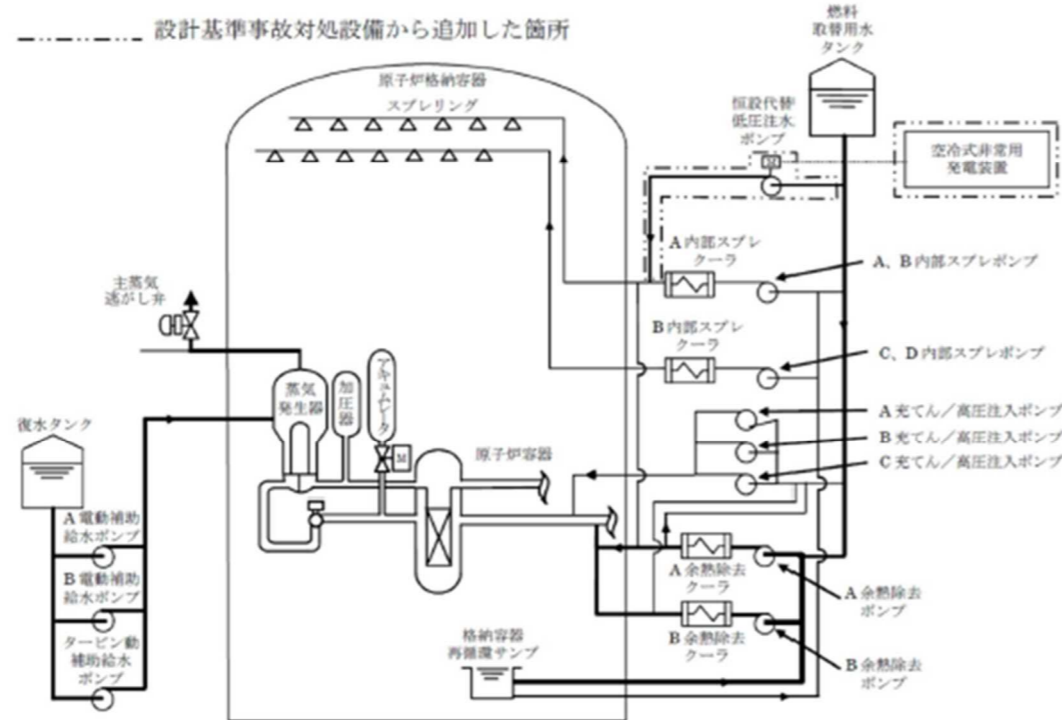 設計基準事故対処設備から追加した箇所
燃料
取替用水
タンク
原子炉格納容器
スプレリング
恒設代替
低圧注水
ポンプ
M
空冷式非常用
発電装置
A内部スプレ
クーラ
A、B内部スプレポンプ
主蒸気
逃がし弁
B内部スプレ
クーラ
C、D内部スプレポンプ
蒸気
発生器
加圧器
アキュムレータ
M
復水タンク
原子炉容器
A充てん/高圧注入ポンプ
B充てん/高圧注入ポンプ
C充てん/高圧注入ポンプ
A電動補助
給水ポンプ
B電動補助
給水ポンプ
タービン動
補助給水
ポンプ
A余熱除去
クーラ
A余熱除去
ポンプ
B余熱除去
クーラ
B余熱除去
ポンプ
格納容器
再循環サンプ